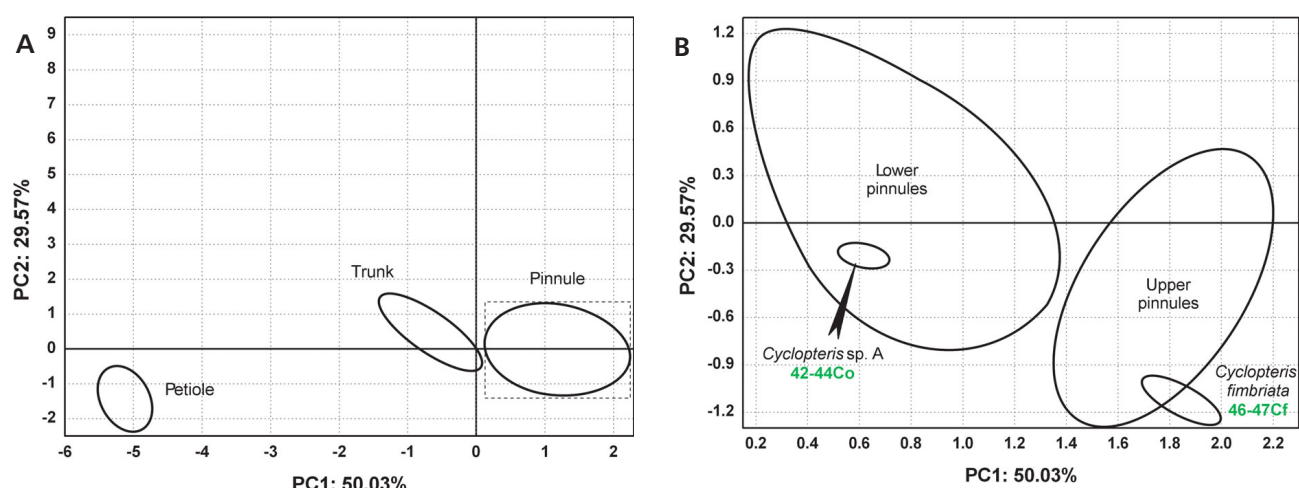 A
9
8
7
6
5
4
3
2
1
0
-1
-2
PC2: 29.57%
Trunk
Pinnule
Petiole
-6 -5 -4 -3 -2 -1 0 1 2
PC1: 50.03%
B
1.2
0.9
0.6
0.3
0.0
-0.3
-0.6
-0.9
-1.2
PC2: 29.57%
Lower
pinnules
Upper
pinnules
Cyclopteris sp. A
42-44Co
Cyclopteris
fimbriata
46-47Cf
0.2 0.4 0.6 0.8 1.0 1.2 1.4 1.6 1.8 2.0 2.2
PC1: 50.03%